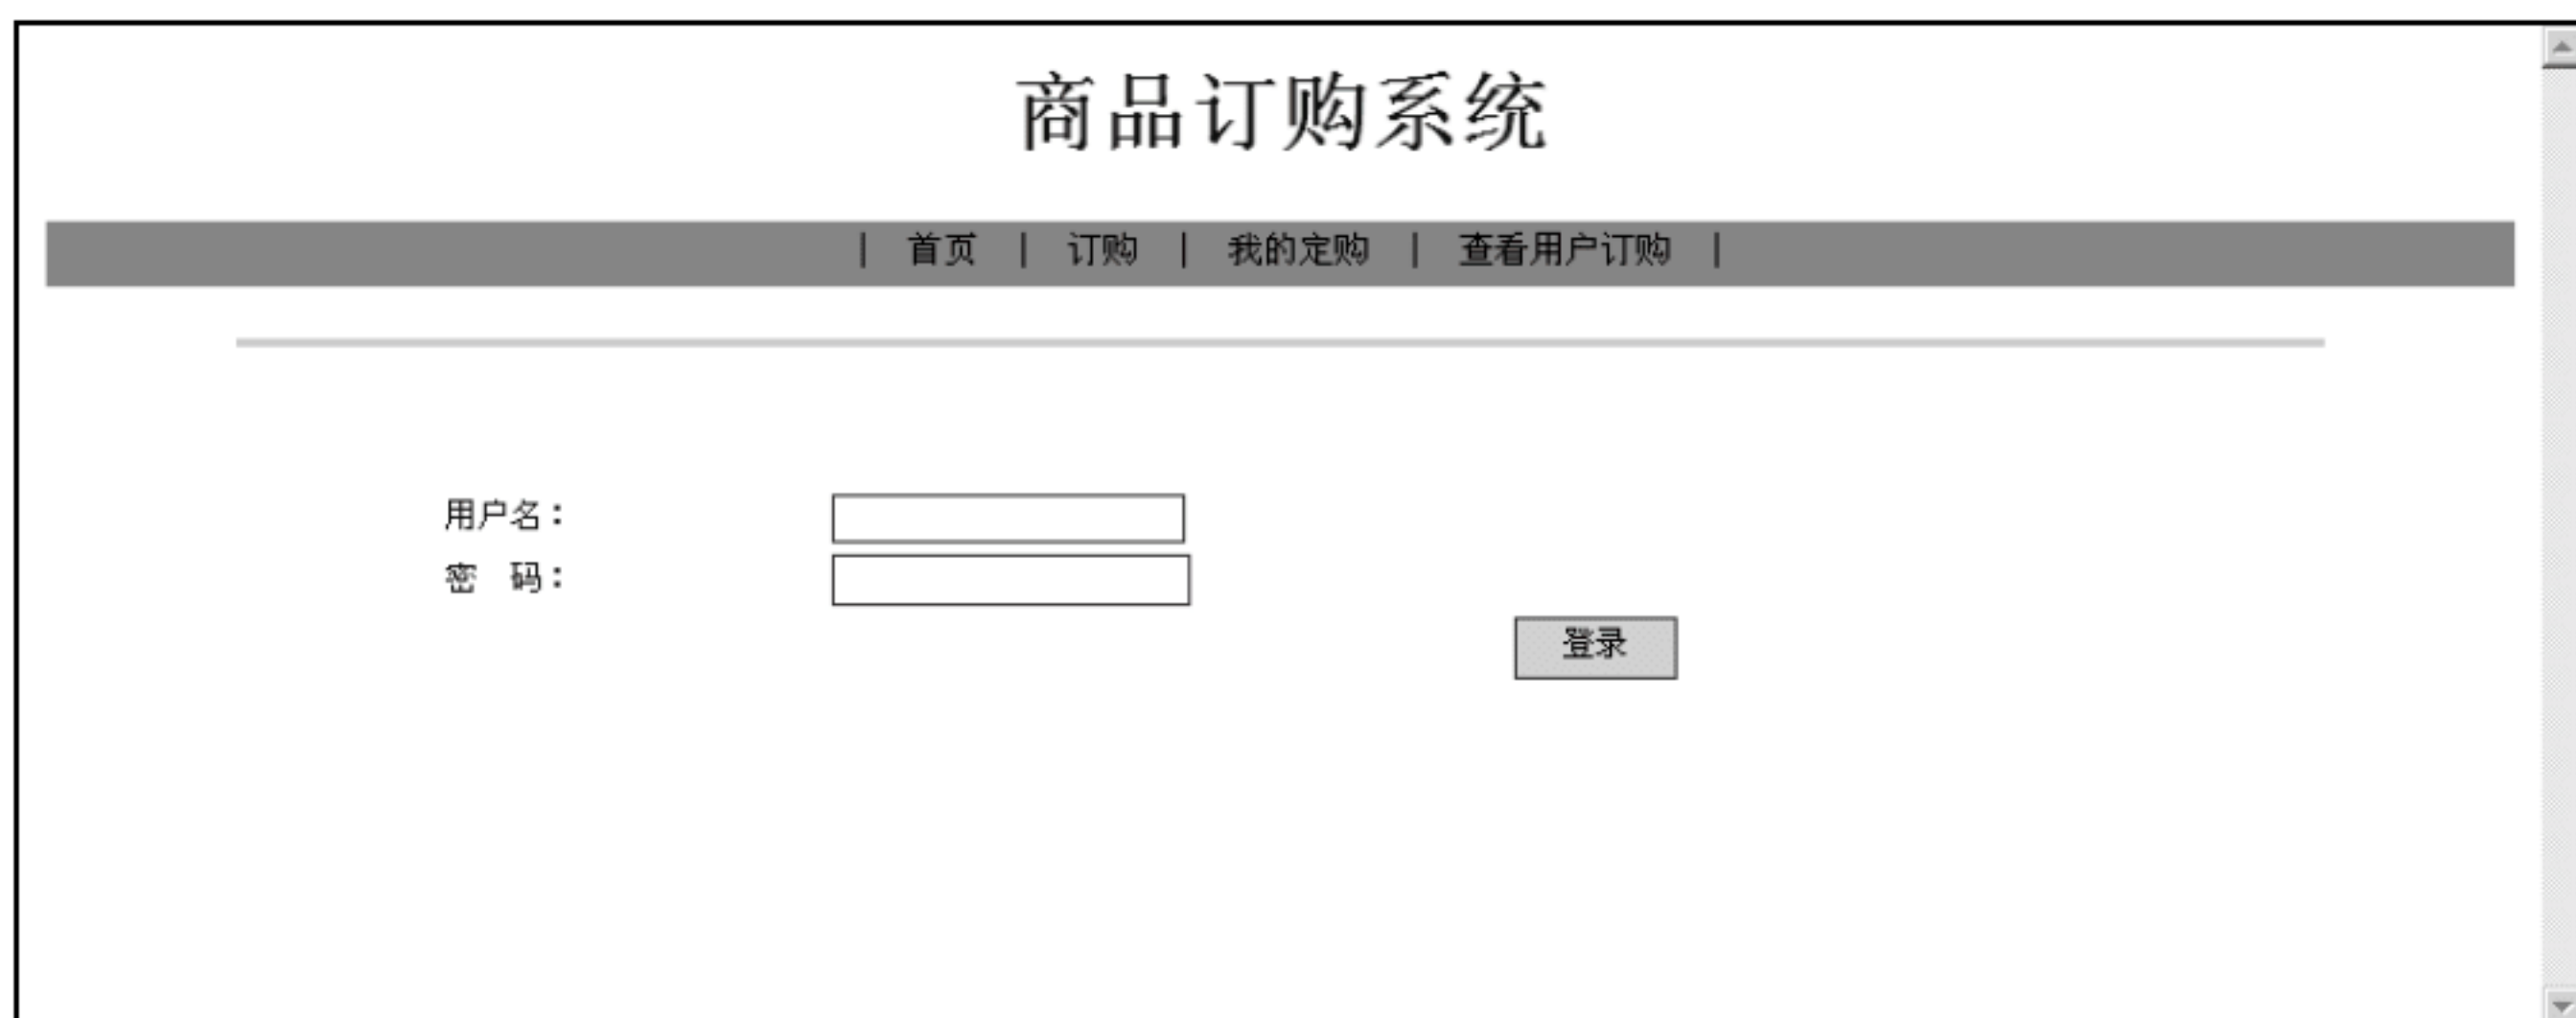 商品订购系统
| 首页 | 订购 | 我的定购 | 查看用户订购 |
用户名：
密 码：
登录